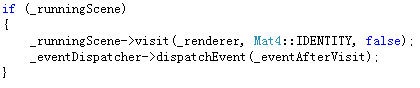 if (_runningScene)
{
    _runningScene->visit(_renderer, Mat4::IDENTITY, false);
    _eventDispatcher->dispatchEvent(_eventAfterVisit);
}